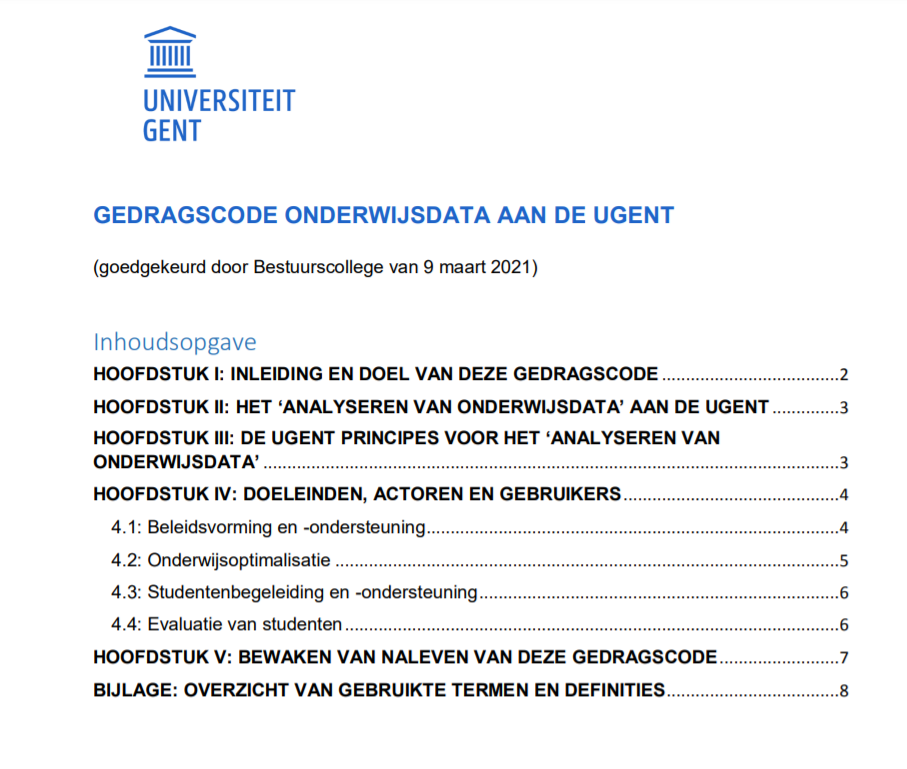 UNIVERSITEIT
GENT
GEDRAGSCODE ONDERWIJSDATA AAN DE UGENT
(goedgekeurd door Bestuurscollege van 9 maart 2021)
Inhoudsopgave
HOOFDSTUK I: INLEIDING EN DOEL VAN DEZE GEDRAGSCODE ..................................... 2
HOOFDSTUK II: HET ‘ANALYSEREN VAN ONDERWIJSDATA’ AAN DE UGENT .............. 3
HOOFDSTUK III: DE UGENT PRINCIPES VOOR HET ‘ANALYSEREN VAN
ONDERWIJSDATA’ ........................................................................................................................ 3
HOOFDSTUK IV: DOELEINDEN, ACTOREN EN GEBRUIKERS ............................................. 4
4.1: Beleidsvorming en -ondersteuning ...................................................................................... 4
4.2: Onderwijsoptimalisatie .......................................................................................................... 5
4.3: Studentenbegeleiding en -ondersteuning ........................................................................... 6
4.4: Evaluatie van studenten ........................................................................................................ 6
HOOFDSTUK V: BEWAKEN VAN NALEVEN VAN DEZE GEDRAGSCODE ......................... 7
BIJLAGE: OVERZICHT VAN GEBRUIKTE TERMEN EN DEFINITIES .................................... 8